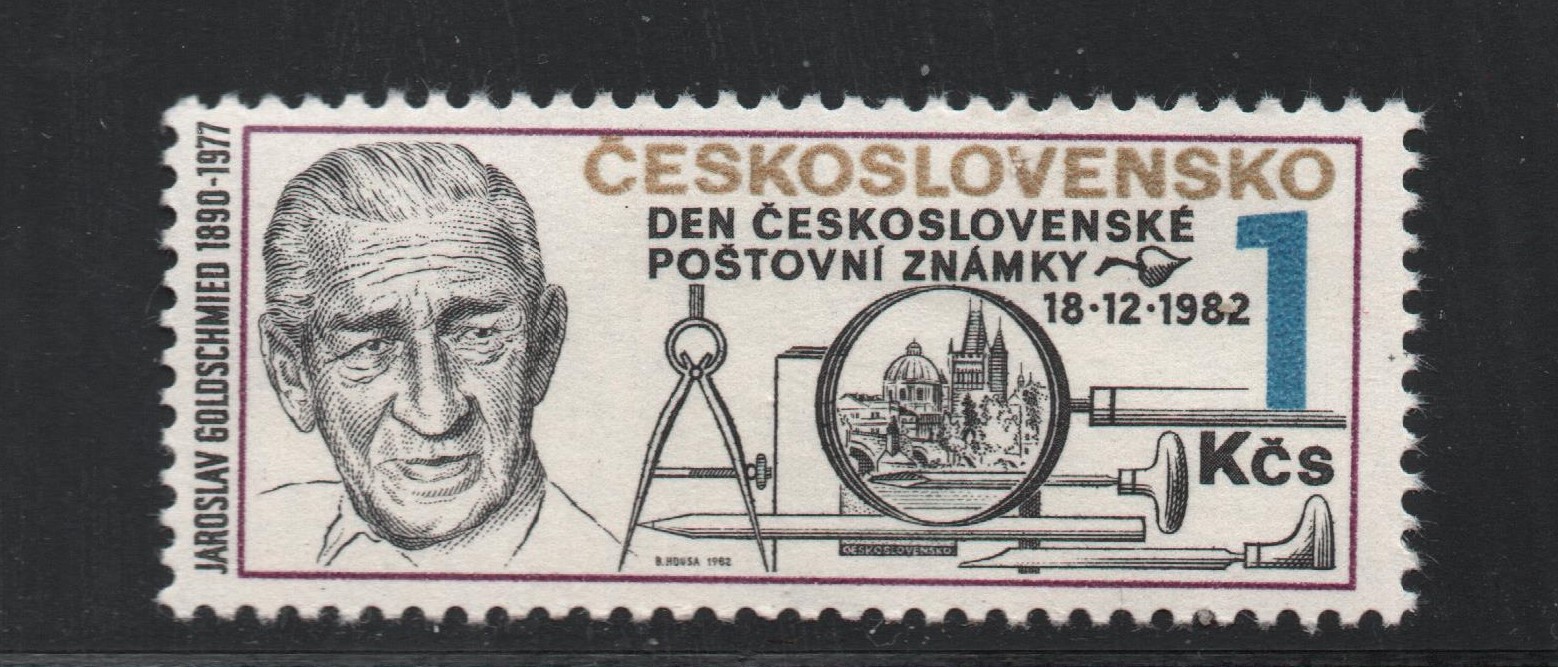 JAROSLAV GOLDSCHMIED 1890-1977
ČESKOSLOVENSKO
DEN ČESKOSLOVENSKÉ
POŠTOVNÍ ZNÁMKY
18·12·1982
1
Kčs
ČESKOSLOVENSKO
B. HOUSA 1982